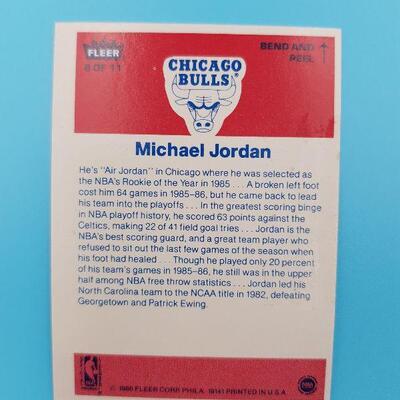 FLEER
8 OF 11
BEND AND
PEEL
CHICAGO
BULLS®
Michael Jordan
He's "Air Jordan" in Chicago where he was selected as
the NBA's Rookie of the Year in 1985 . . . A broken left foot
cost him 64 games in 1985-86, but he came back to lead
his team into the playoffs . . . In the greatest scoring binge
in NBA playoff history, he scored 63 points against the
Celtics, making 22 of 41 field goal tries . . . Jordan is the
NBA's best scoring guard, and a great team player who
refused to sit out the last few games of the season when
his foot had healed . . . Though he played only 20 percent
of his team's games in 1985-86, he still was in the upper
half among NBA free throw statistics . . . Jordan led his
North Carolina team to the NCAA title in 1982, defeating
Georgetown and Patrick Ewing.
© 1986 FLEER CORP. PHILA. 19141 PRINTED IN U.S.A.